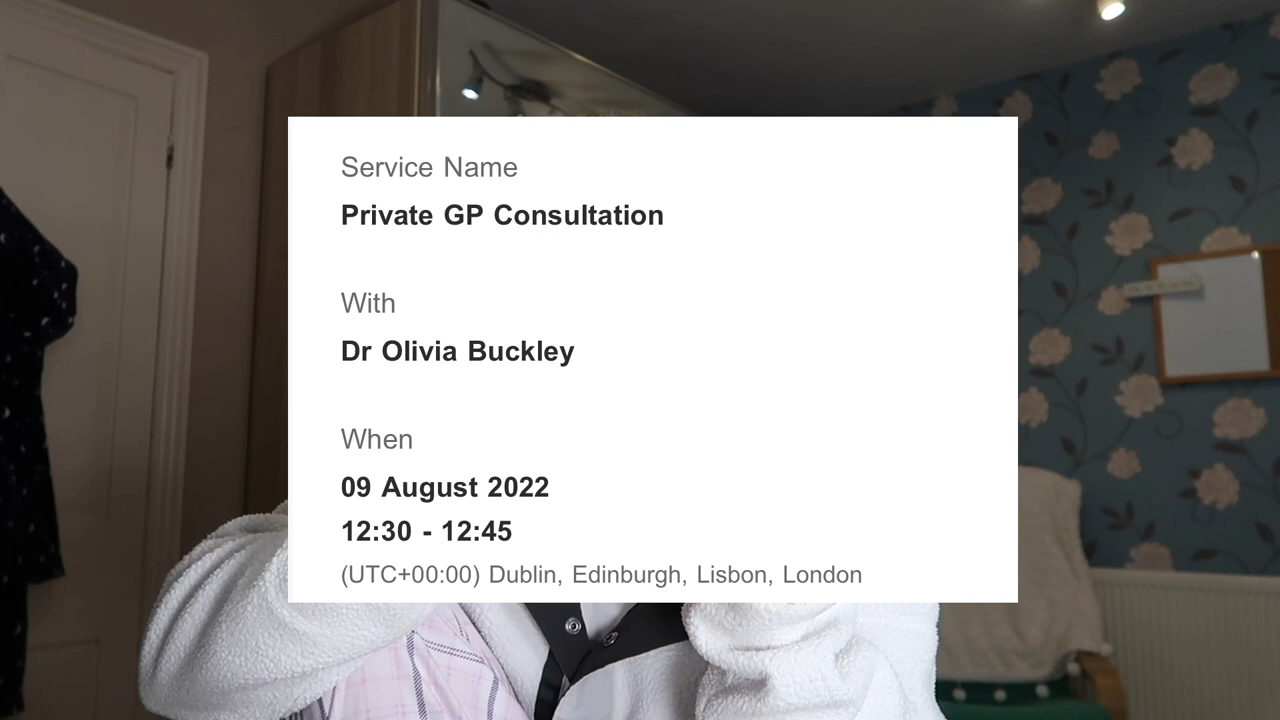 Service Name
Private GP Consultation
With
Dr Olivia Buckley
When
09 August 2022
12:30 - 12:45
(UTC+00:00) Dublin, Edinburgh, Lisbon, London